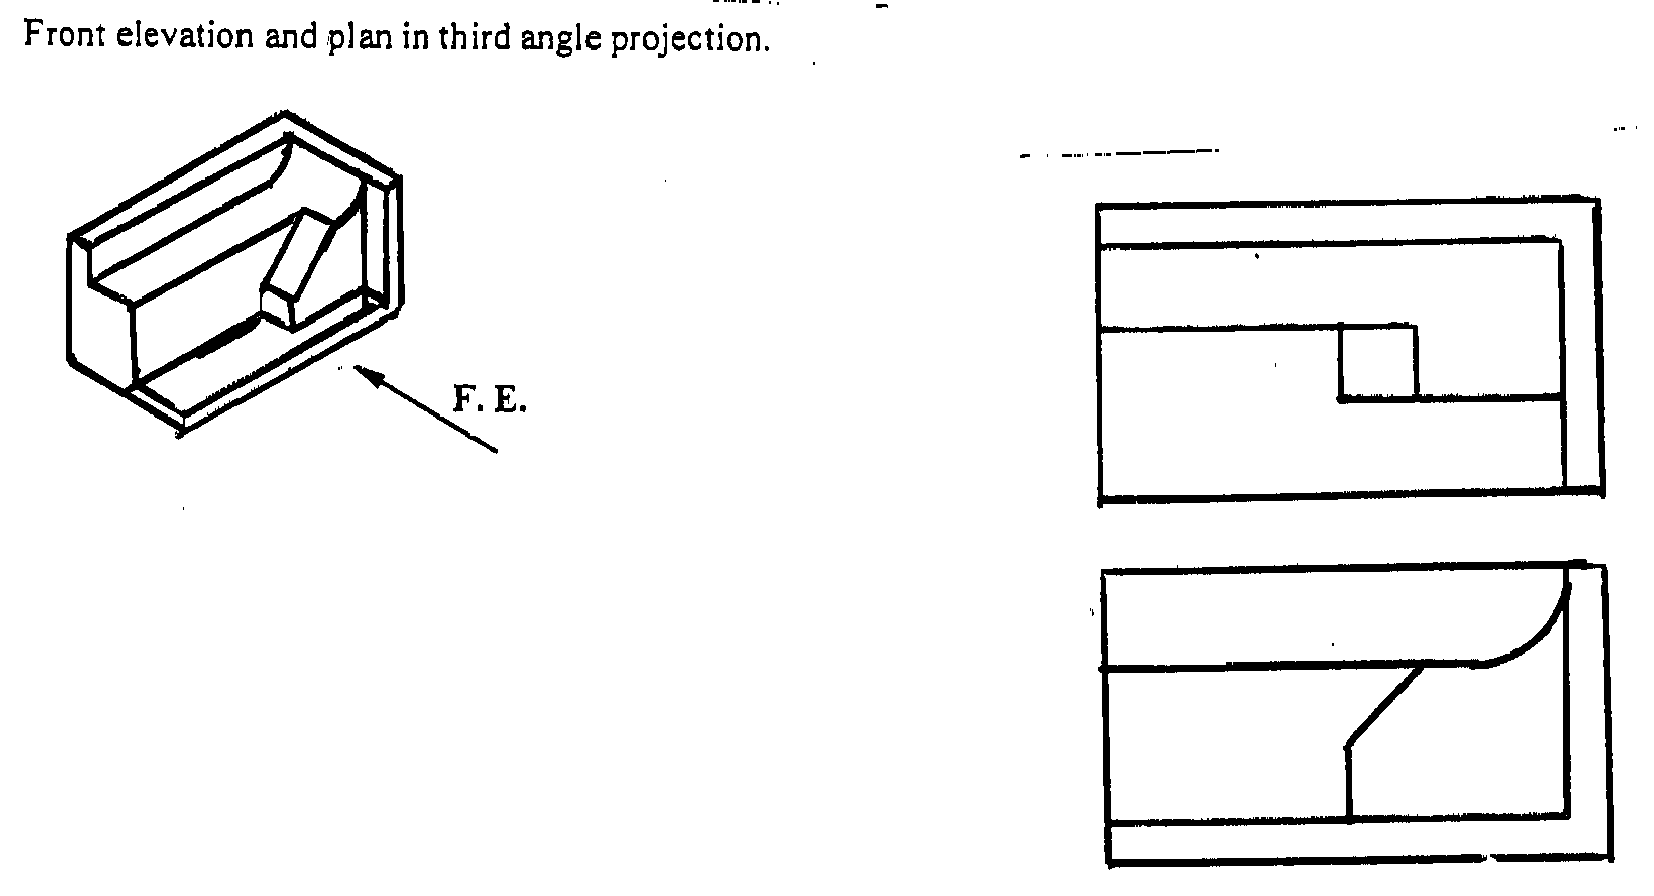 Front elevation and plan in third angle projection.
F. E.